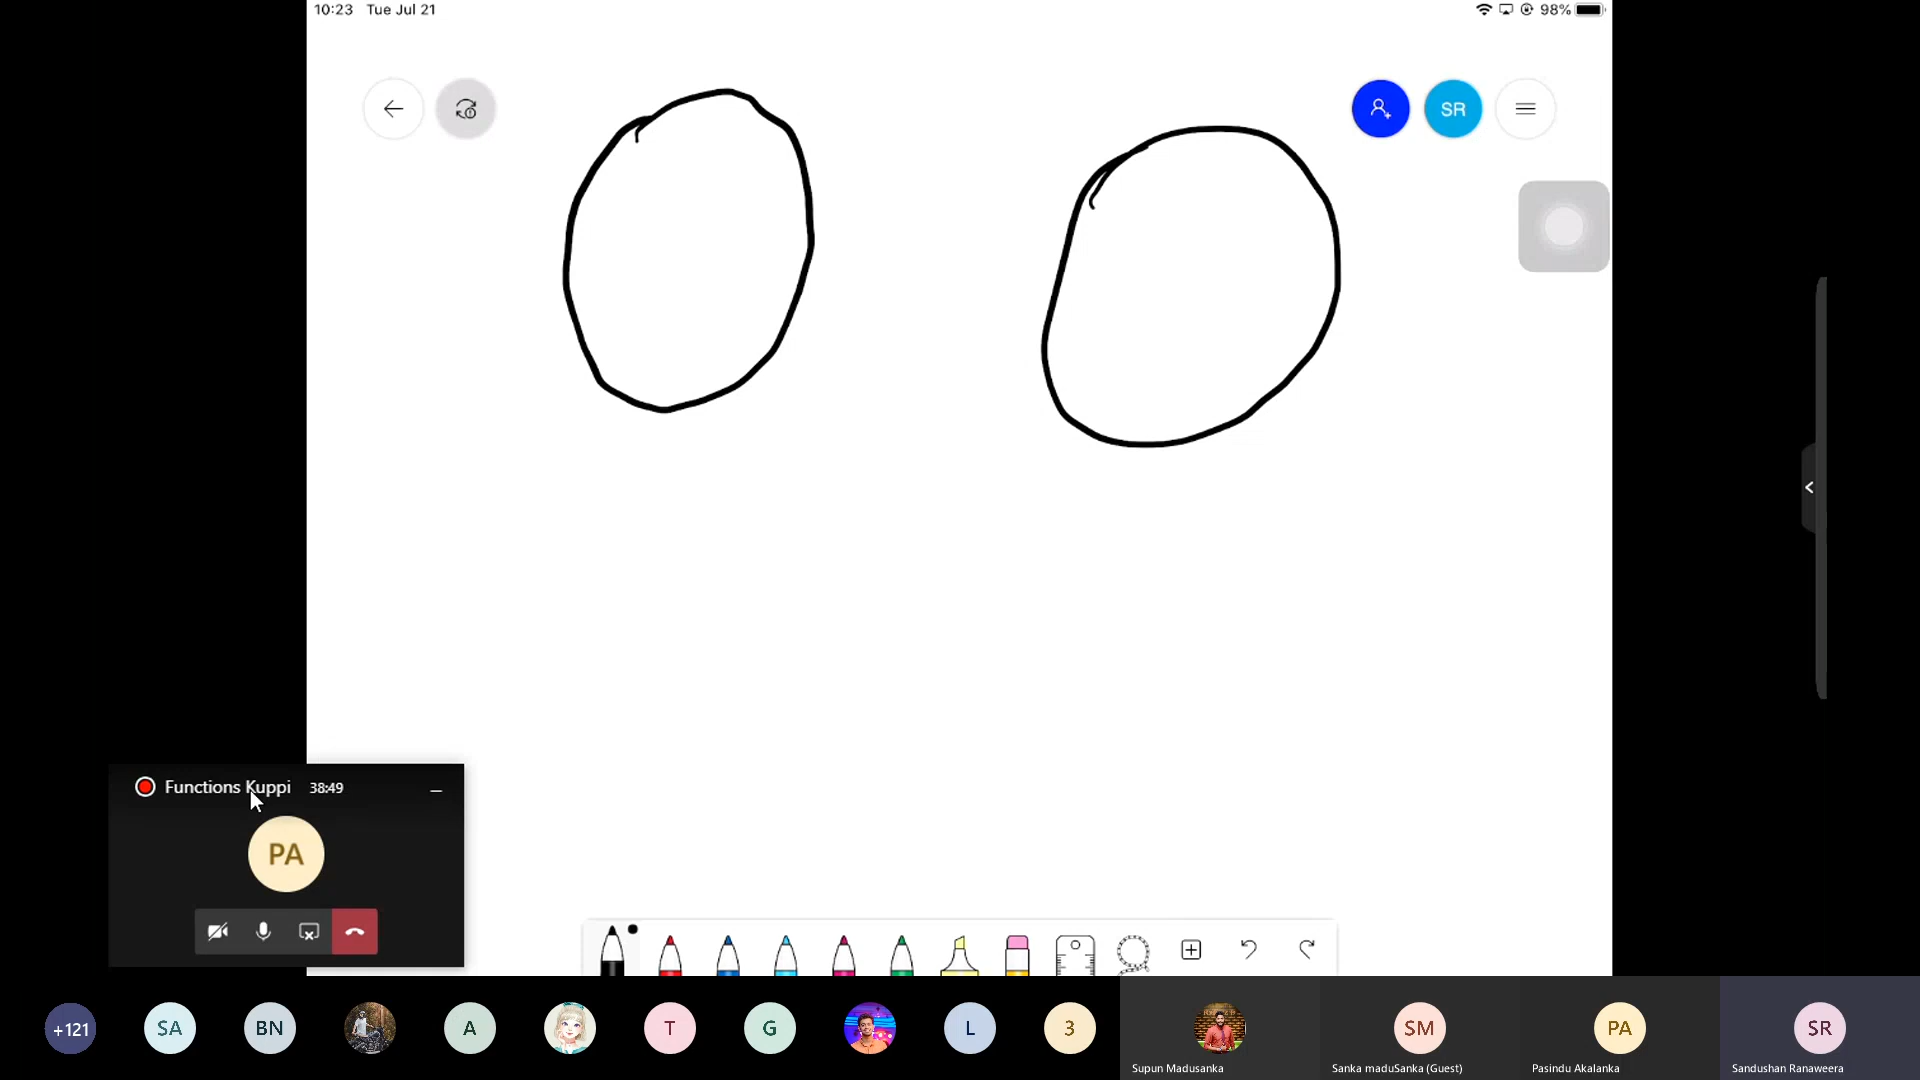 10:23 Tue Jul 21
98%
SR
Functions Kuppi 38:49
PA
+121
SA
BN
A
T
G
L
3
SM
PA
SR
Supun Madusanka
Sanka maduSanka (Guest)
Pasindu Akalanka
Sandushan Ranaweera